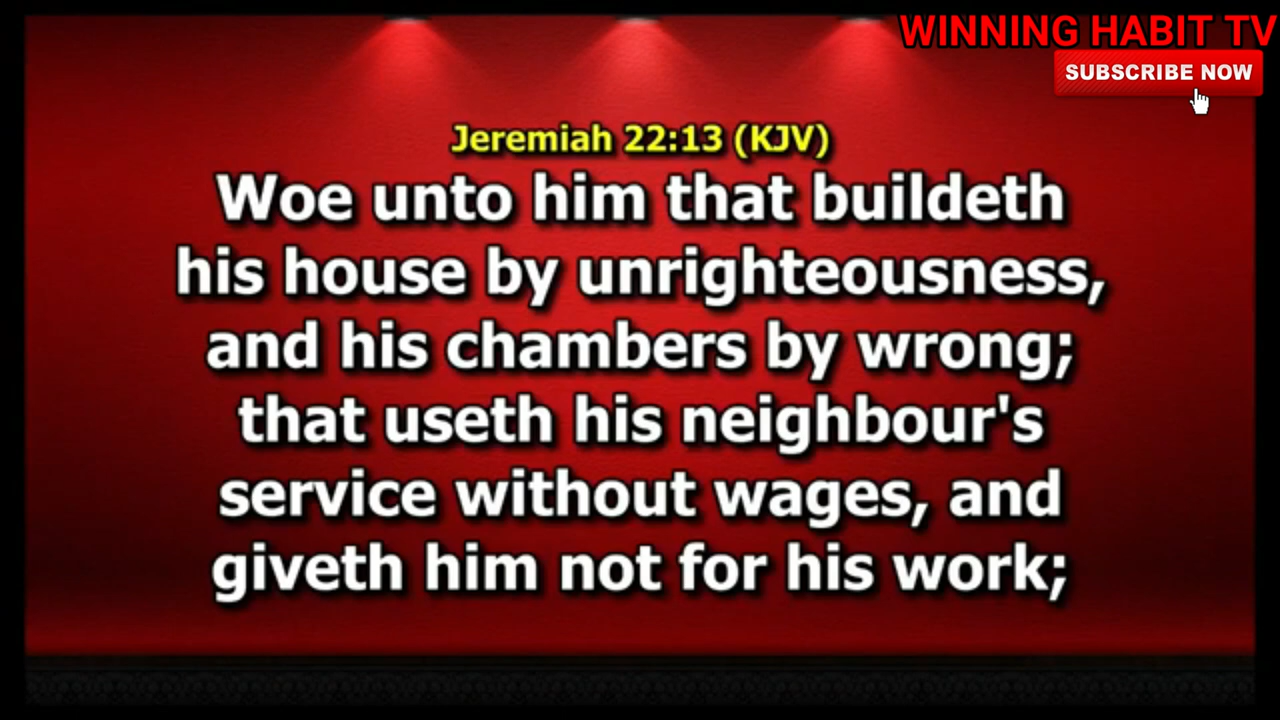 WINNING HABIT TV
SUBSCRIBE NOW
Jeremiah 22:13 (KJV)
Woe unto him that buildeth
his house by unrighteousness,
and his chambers by wrong;
that useth his neighbour's
service without wages, and
giveth him not for his work;